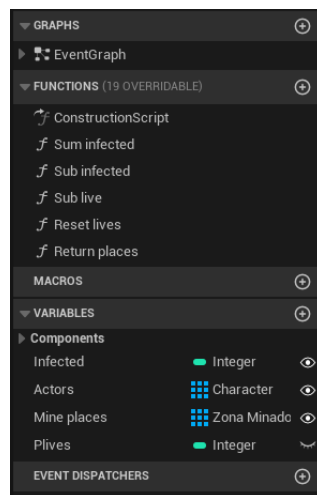 GRAPHS
EventGraph
FUNCTIONS (19 OVERRIDABLE)
ConstructionScript
Sum infected
Sub infected
Sub live
Reset lives
Return places
MACROS
VARIABLES
Components
Infected Integer
Actors Character
Mine places Zona Minado
Plives Integer
EVENT DISPATCHERS